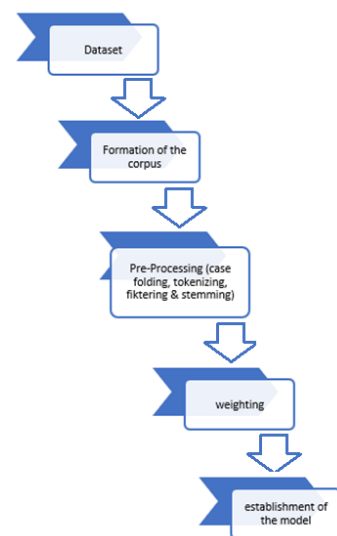 Dataset
Formation of the
corpus
Pre-Processing (case
folding, tokenizing,
fiktering & stemming)
weighting
establishment of
the model